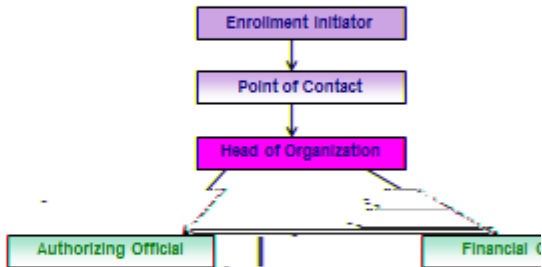 Enrollment Initiator
Point of Contact
Head of Organization
Authorizing Official
Financial